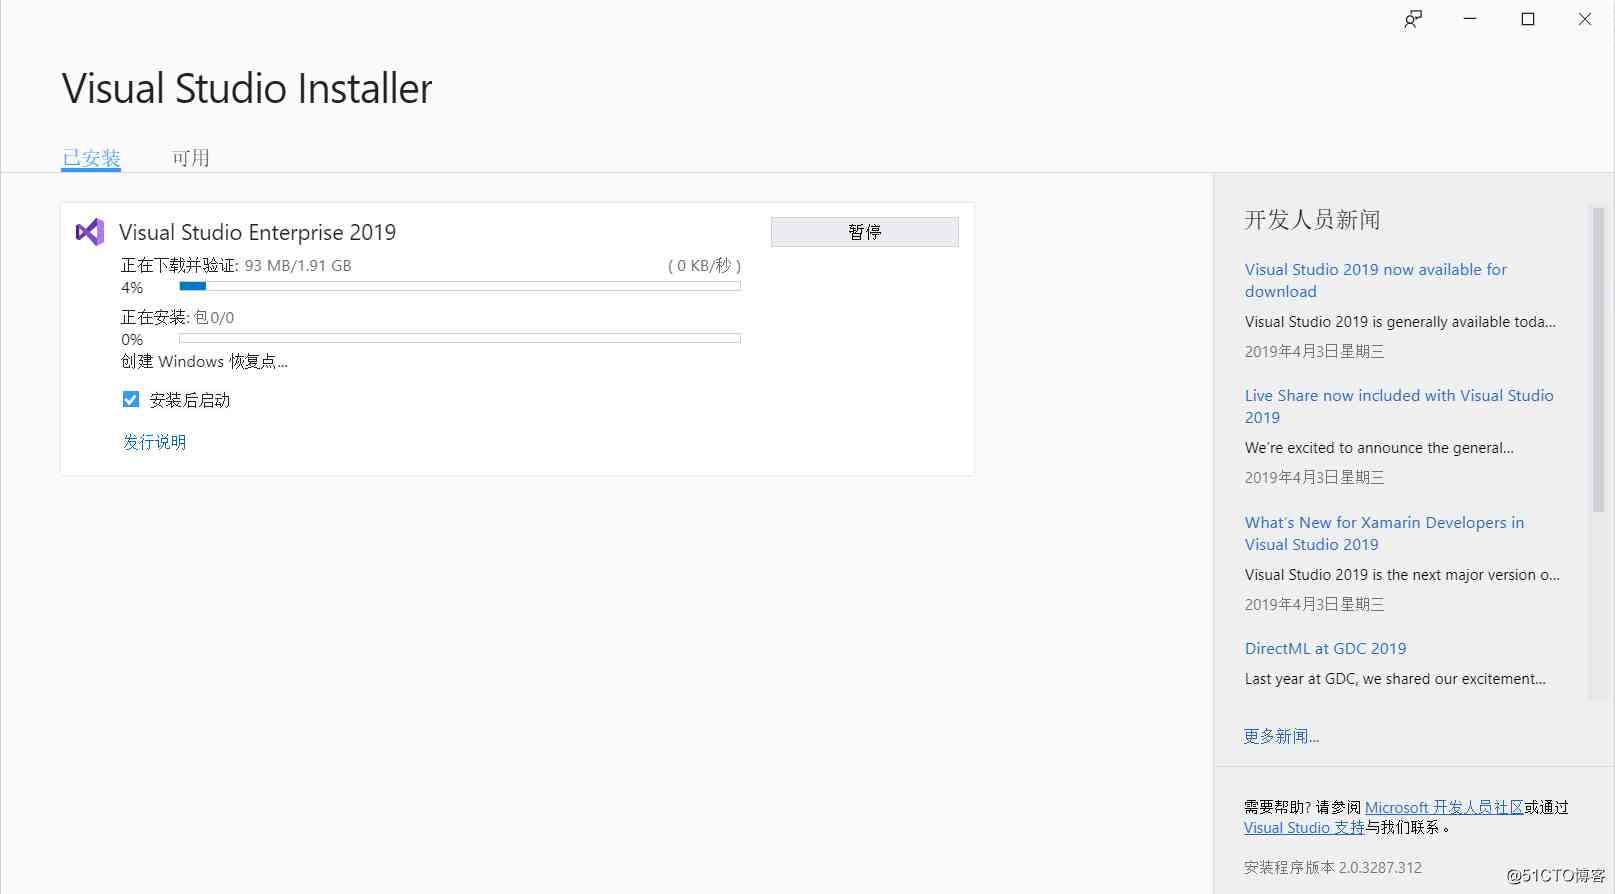 Visual Studio Installer
已安装 可用
Visual Studio Enterprise 2019
暂停
正在下载并验证: 93 MB/1.91 GB ( 0 KB/秒 )
4%
正在安装: 包0/0
0%
创建 Windows 恢复点...
安装后启动
发行说明
开发人员新闻
Visual Studio 2019 now available for
download
Visual Studio 2019 is generally available toda...
2019年4月3日星期三
Live Share now included with Visual Studio
2019
We're excited to announce the general...
2019年4月3日星期三
What's New for Xamarin Developers in
Visual Studio 2019
Visual Studio 2019 is the next major version o...
2019年4月3日星期三
DirectML at GDC 2019
Last year at GDC, we shared our excitement...
更多新闻...
需要帮助? 请参阅 Microsoft 开发人员社区或通过
Visual Studio 支持与我们联系。
安装程序版本 2.0.3287.312
@51CTO博客